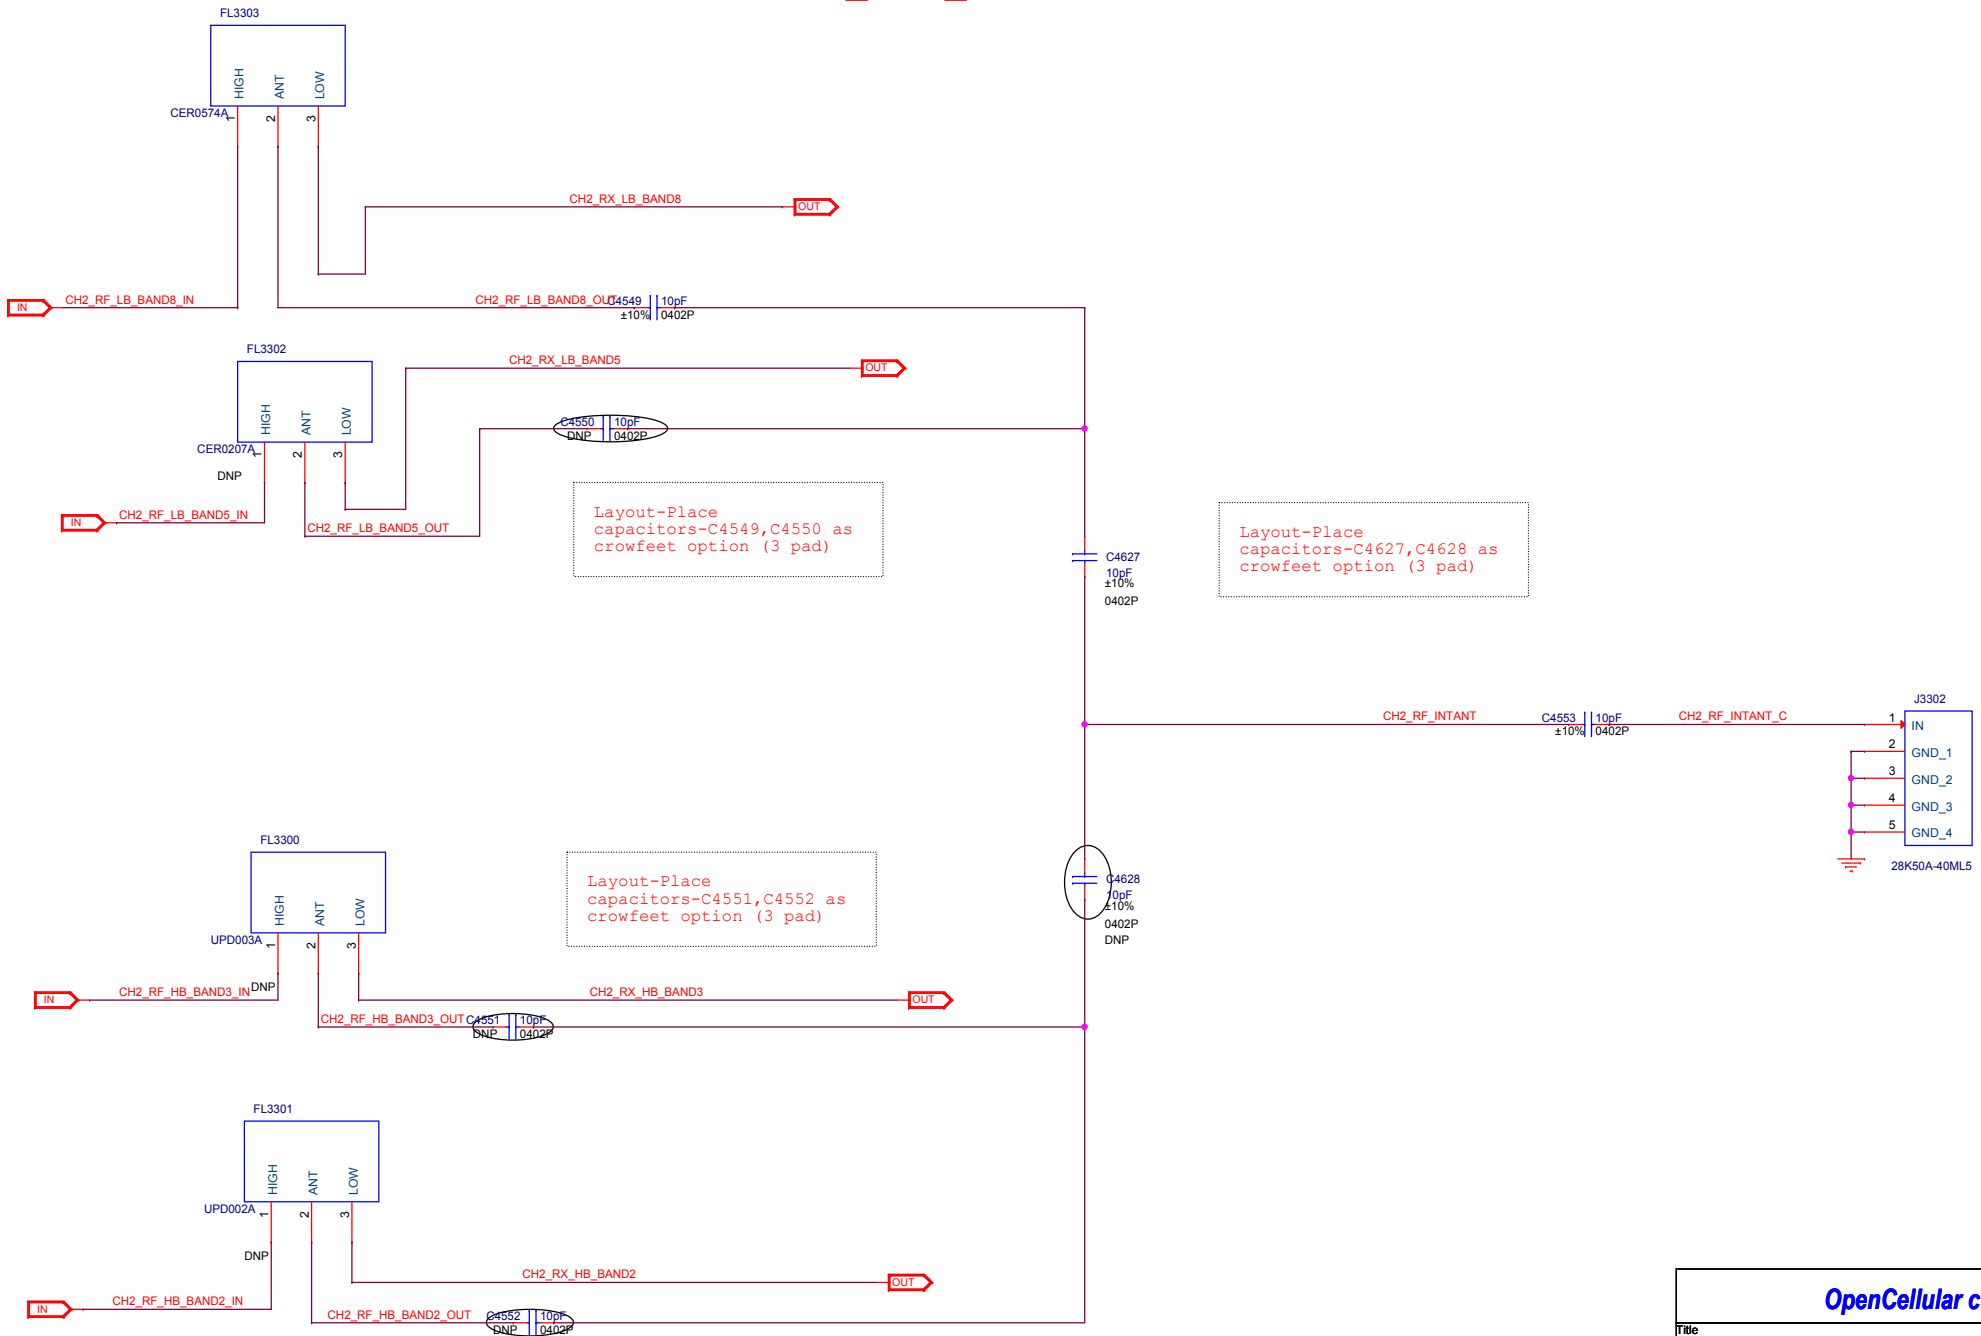 FL3303
HIGH
ANT
LOW
CER0574A
1
2
3
CH2_RX_LB_BAND8
OUT
IN
CH2_RF_LB_BAND8_IN
CH2_RF_LB_BAND8_OUT
C4549
10pF
±10%
0402P
FL3302
HIGH
ANT
LOW
CER0207A
1
2
3
DNP
CH2_RX_LB_BAND5
OUT
C4550
10pF
DNP
0402P
IN
CH2_RF_LB_BAND5_IN
CH2_RF_LB_BAND5_OUT
Layout-Place
capacitors-C4549,C4550 as
crowfeet option (3 pad)
C4627
10pF
±10%
0402P
Layout-Place
capacitors-C4627,C4628 as
crowfeet option (3 pad)
CH2_RF_INTANT
C4553
10pF
±10%
0402P
CH2_RF_INTANT_C
J3302
1
IN
2
GND_1
3
GND_2
4
GND_3
5
GND_4
28K50A-40ML5
FL3300
HIGH
ANT
LOW
UPD003A
1
2
3
DNP
Layout-Place
capacitors-C4551,C4552 as
crowfeet option (3 pad)
C4628
10pF
±10%
0402P
DNP
IN
CH2_RF_HB_BAND3_IN
CH2_RX_HB_BAND3
OUT
CH2_RF_HB_BAND3_OUT
C4551
10pF
DNP
0402P
FL3301
HIGH
ANT
LOW
UPD002A
1
2
3
DNP
CH2_RX_HB_BAND2
OUT
IN
CH2_RF_HB_BAND2_IN
CH2_RF_HB_BAND2_OUT
C4552
10pF
DNP
0402P
OpenCellular c
Title